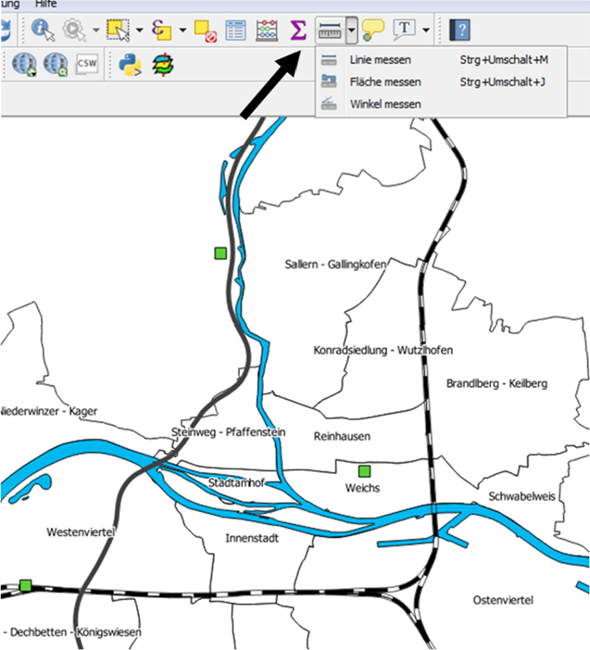 ung Hilfe
Σ T ?
CSW
Linie messen Strg+Umschalt+M
Fläche messen Strg+Umschalt+J
Winkel messen
Sallern - Gallingkofen
Konradsiedlung - Wutzlhofen
Brandlberg - Keilberg
Niederwinzer - Kager
Steinweg - Pfaffenstein
Reinhausen
Stadtamhof
Weichs
Schwabelweis
Westenviertel
Innenstadt
Ostenviertel
- Dechbetten - Königswiesen